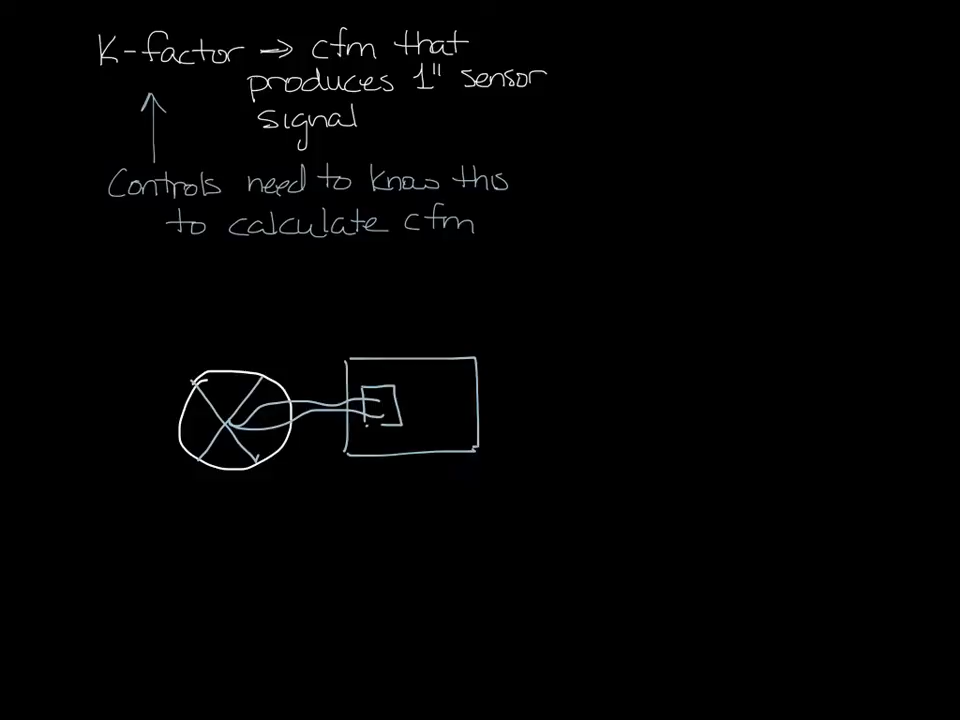 K-factor → cfm that
produces 1" sensor
signal
Controls need to know this
to calculate cfm